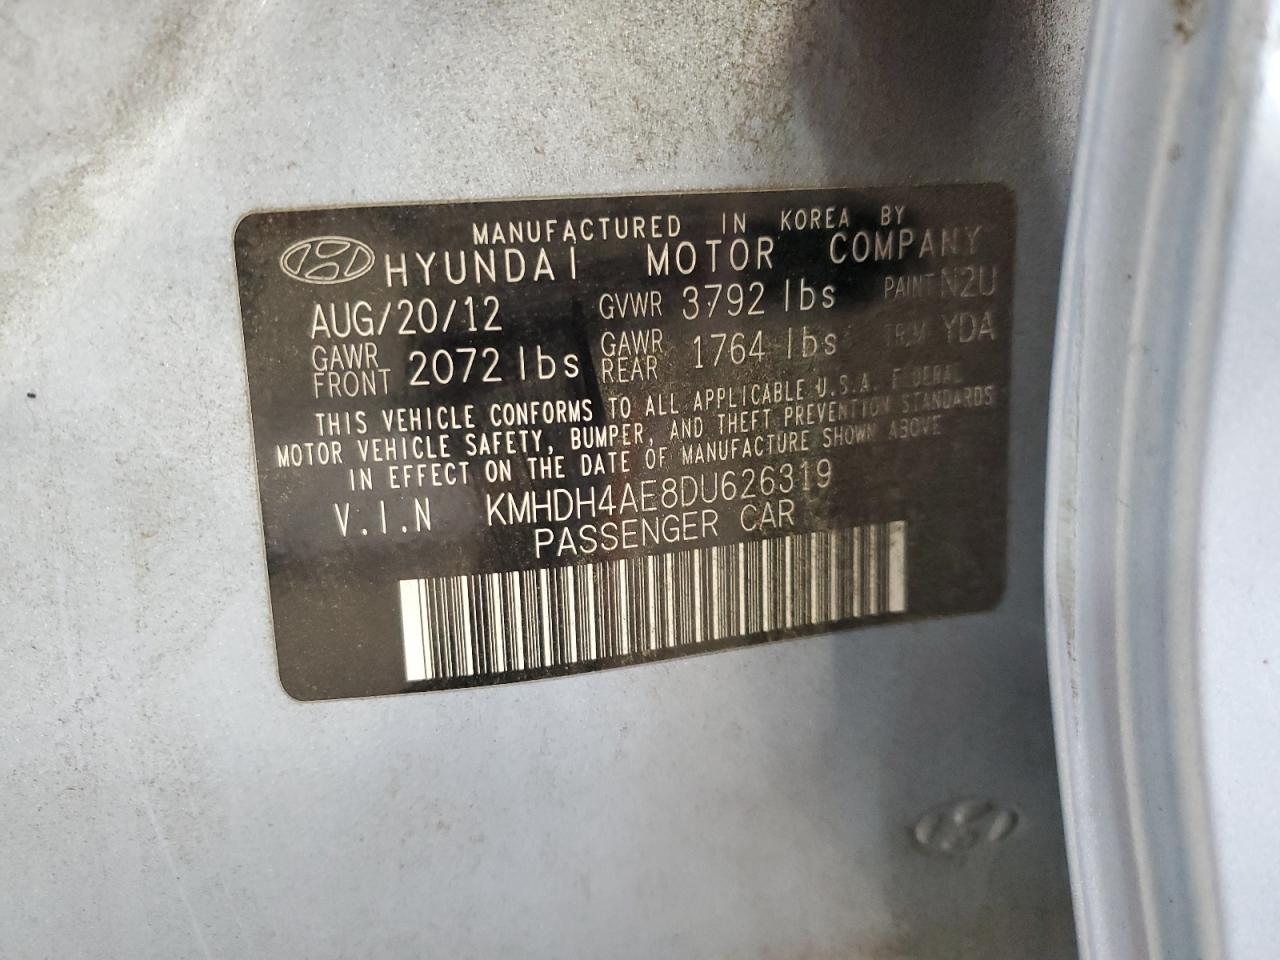 MANUFACTURED IN KOREA BY
HYUNDAI MOTOR COMPANY
AUG/20/12 GVWR 3792 lbs PAINT N2U
GAWR FRONT 2072 lbs GAWR REAR 1764 lbs TRIM YDA
THIS VEHICLE CONFORMS TO ALL APPLICABLE U.S.A. FEDERAL
MOTOR VEHICLE SAFETY, BUMPER, AND THEFT PREVENTION STANDARDS
IN EFFECT ON THE DATE OF MANUFACTURE SHOWN ABOVE
V.I.N KMHDH4AE8DU626319
PASSENGER CAR